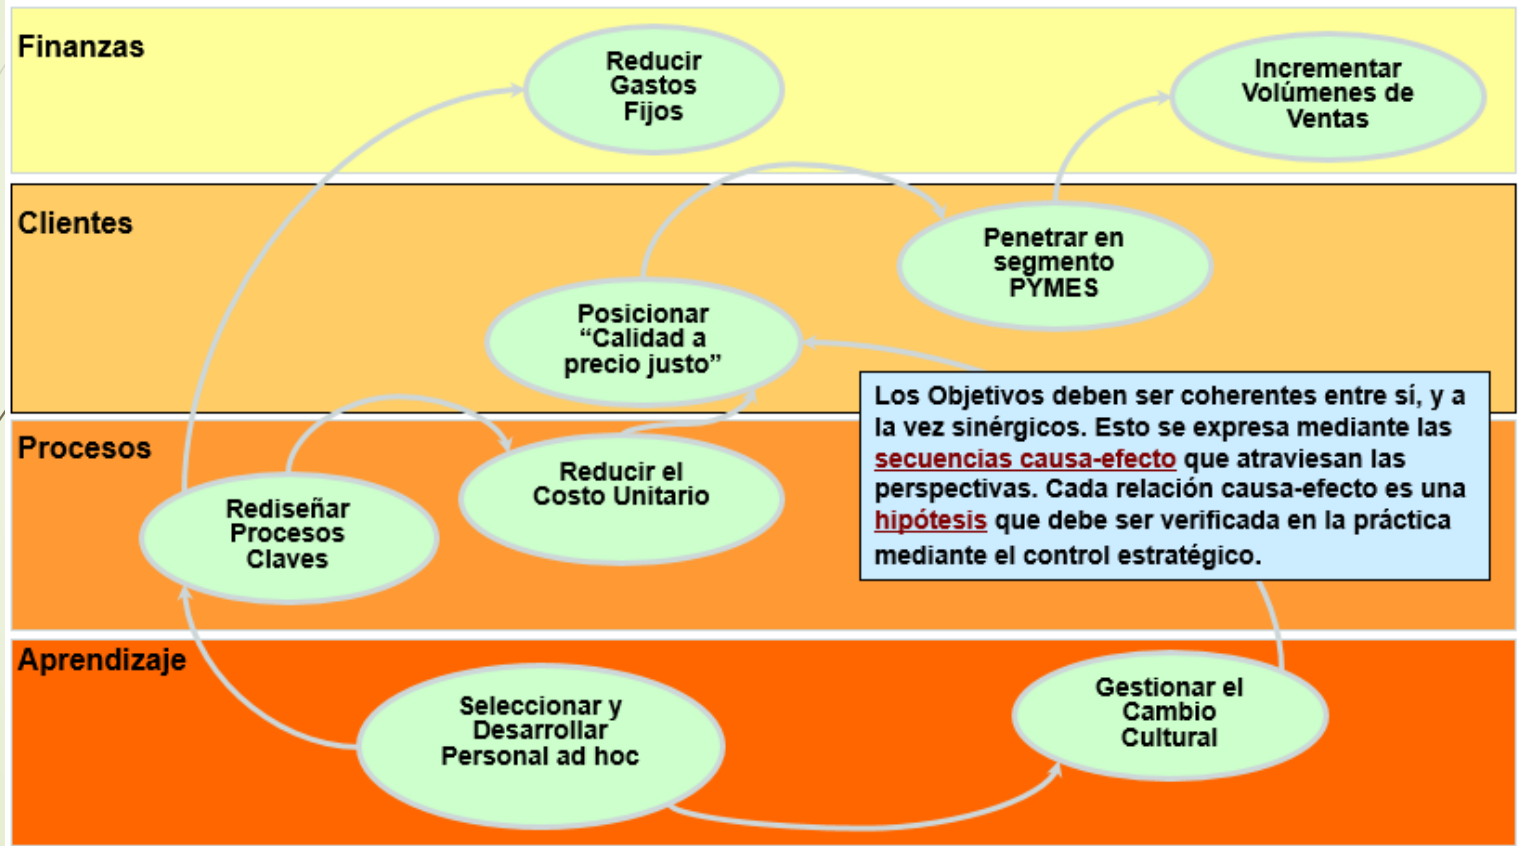 Finanzas
Reducir
Gastos
Fijos
Incrementar
Volúmenes de
Ventas
Clientes
Penetrar en
segmento
PYMES
Posicionar
“Calidad a
precio justo”
Los Objetivos deben ser coherentes entre sí, y a
la vez sinérgicos. Esto se expresa mediante las
secuencias causa-efecto que atraviesan las
perspectivas. Cada relación causa-efecto es una
hipótesis que debe ser verificada en la práctica
mediante el control estratégico.
Procesos
Reducir el
Costo Unitario
Rediseñar
Procesos
Claves
Aprendizaje
Seleccionar y
Desarrollar
Personal ad hoc
Gestionar el
Cambio
Cultural